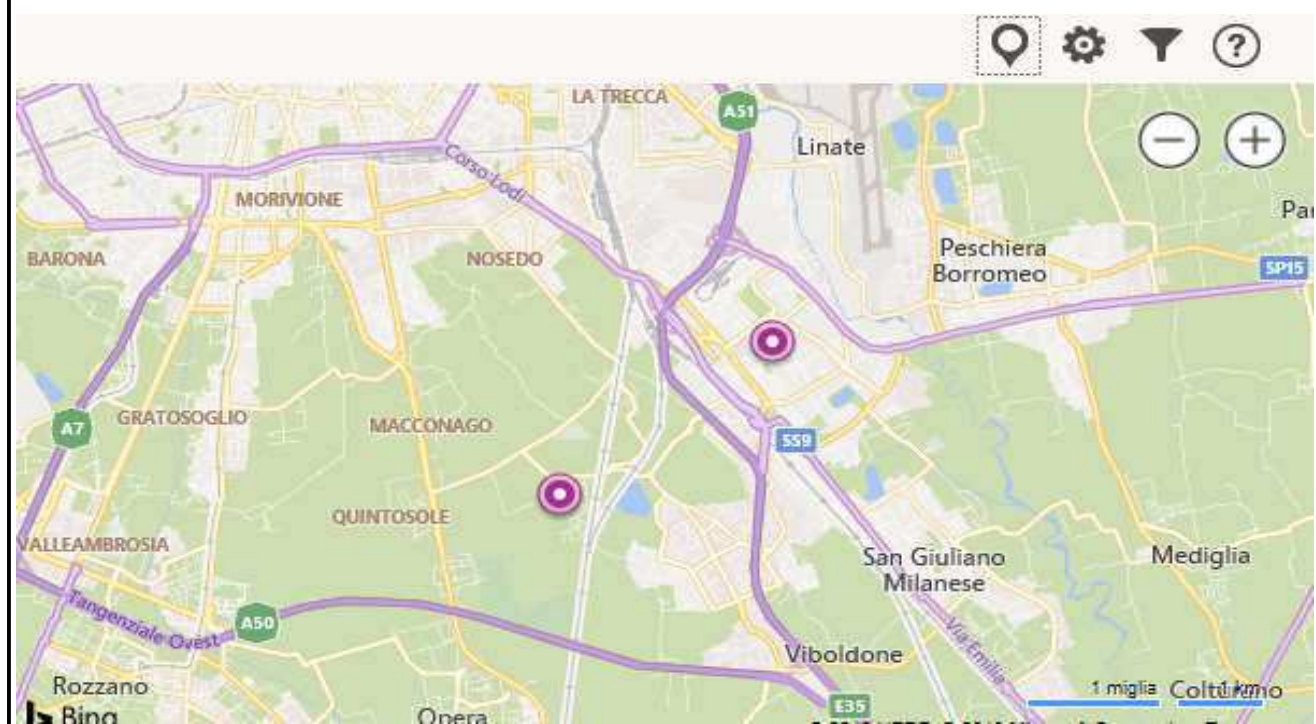 ?
LA TRECCA
A51
Linate
Corso Lodi
MORIVIONE
Pa
BARONA
NOSEDO
Peschiera
Borromeo
SP15
A7
GRATOSOGLIO
MACCONAGO
SS9
QUINTOSOLE
VALLEAMBROSIA
San Giuliano
Milanese
Mediglia
Tangenziale Ovest
A50
Via Emilia
Viboldone
Rozzano
1 miglia
1 km
Bing
Opera
E35